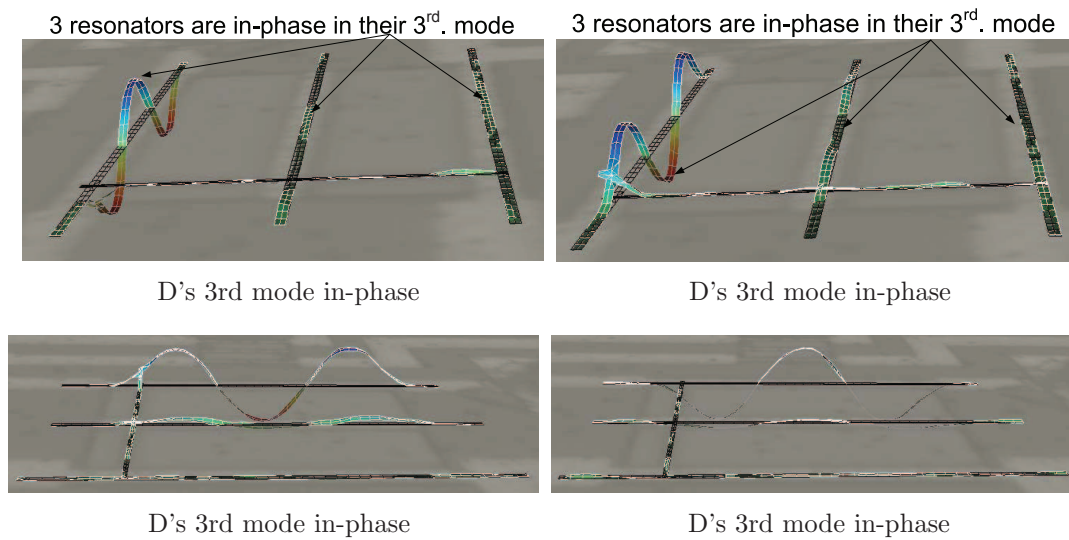 3 resonators are in-phase in their 3rd. mode
3 resonators are in-phase in their 3rd. mode
D's 3rd mode in-phase
D's 3rd mode in-phase
D's 3rd mode in-phase
D's 3rd mode in-phase